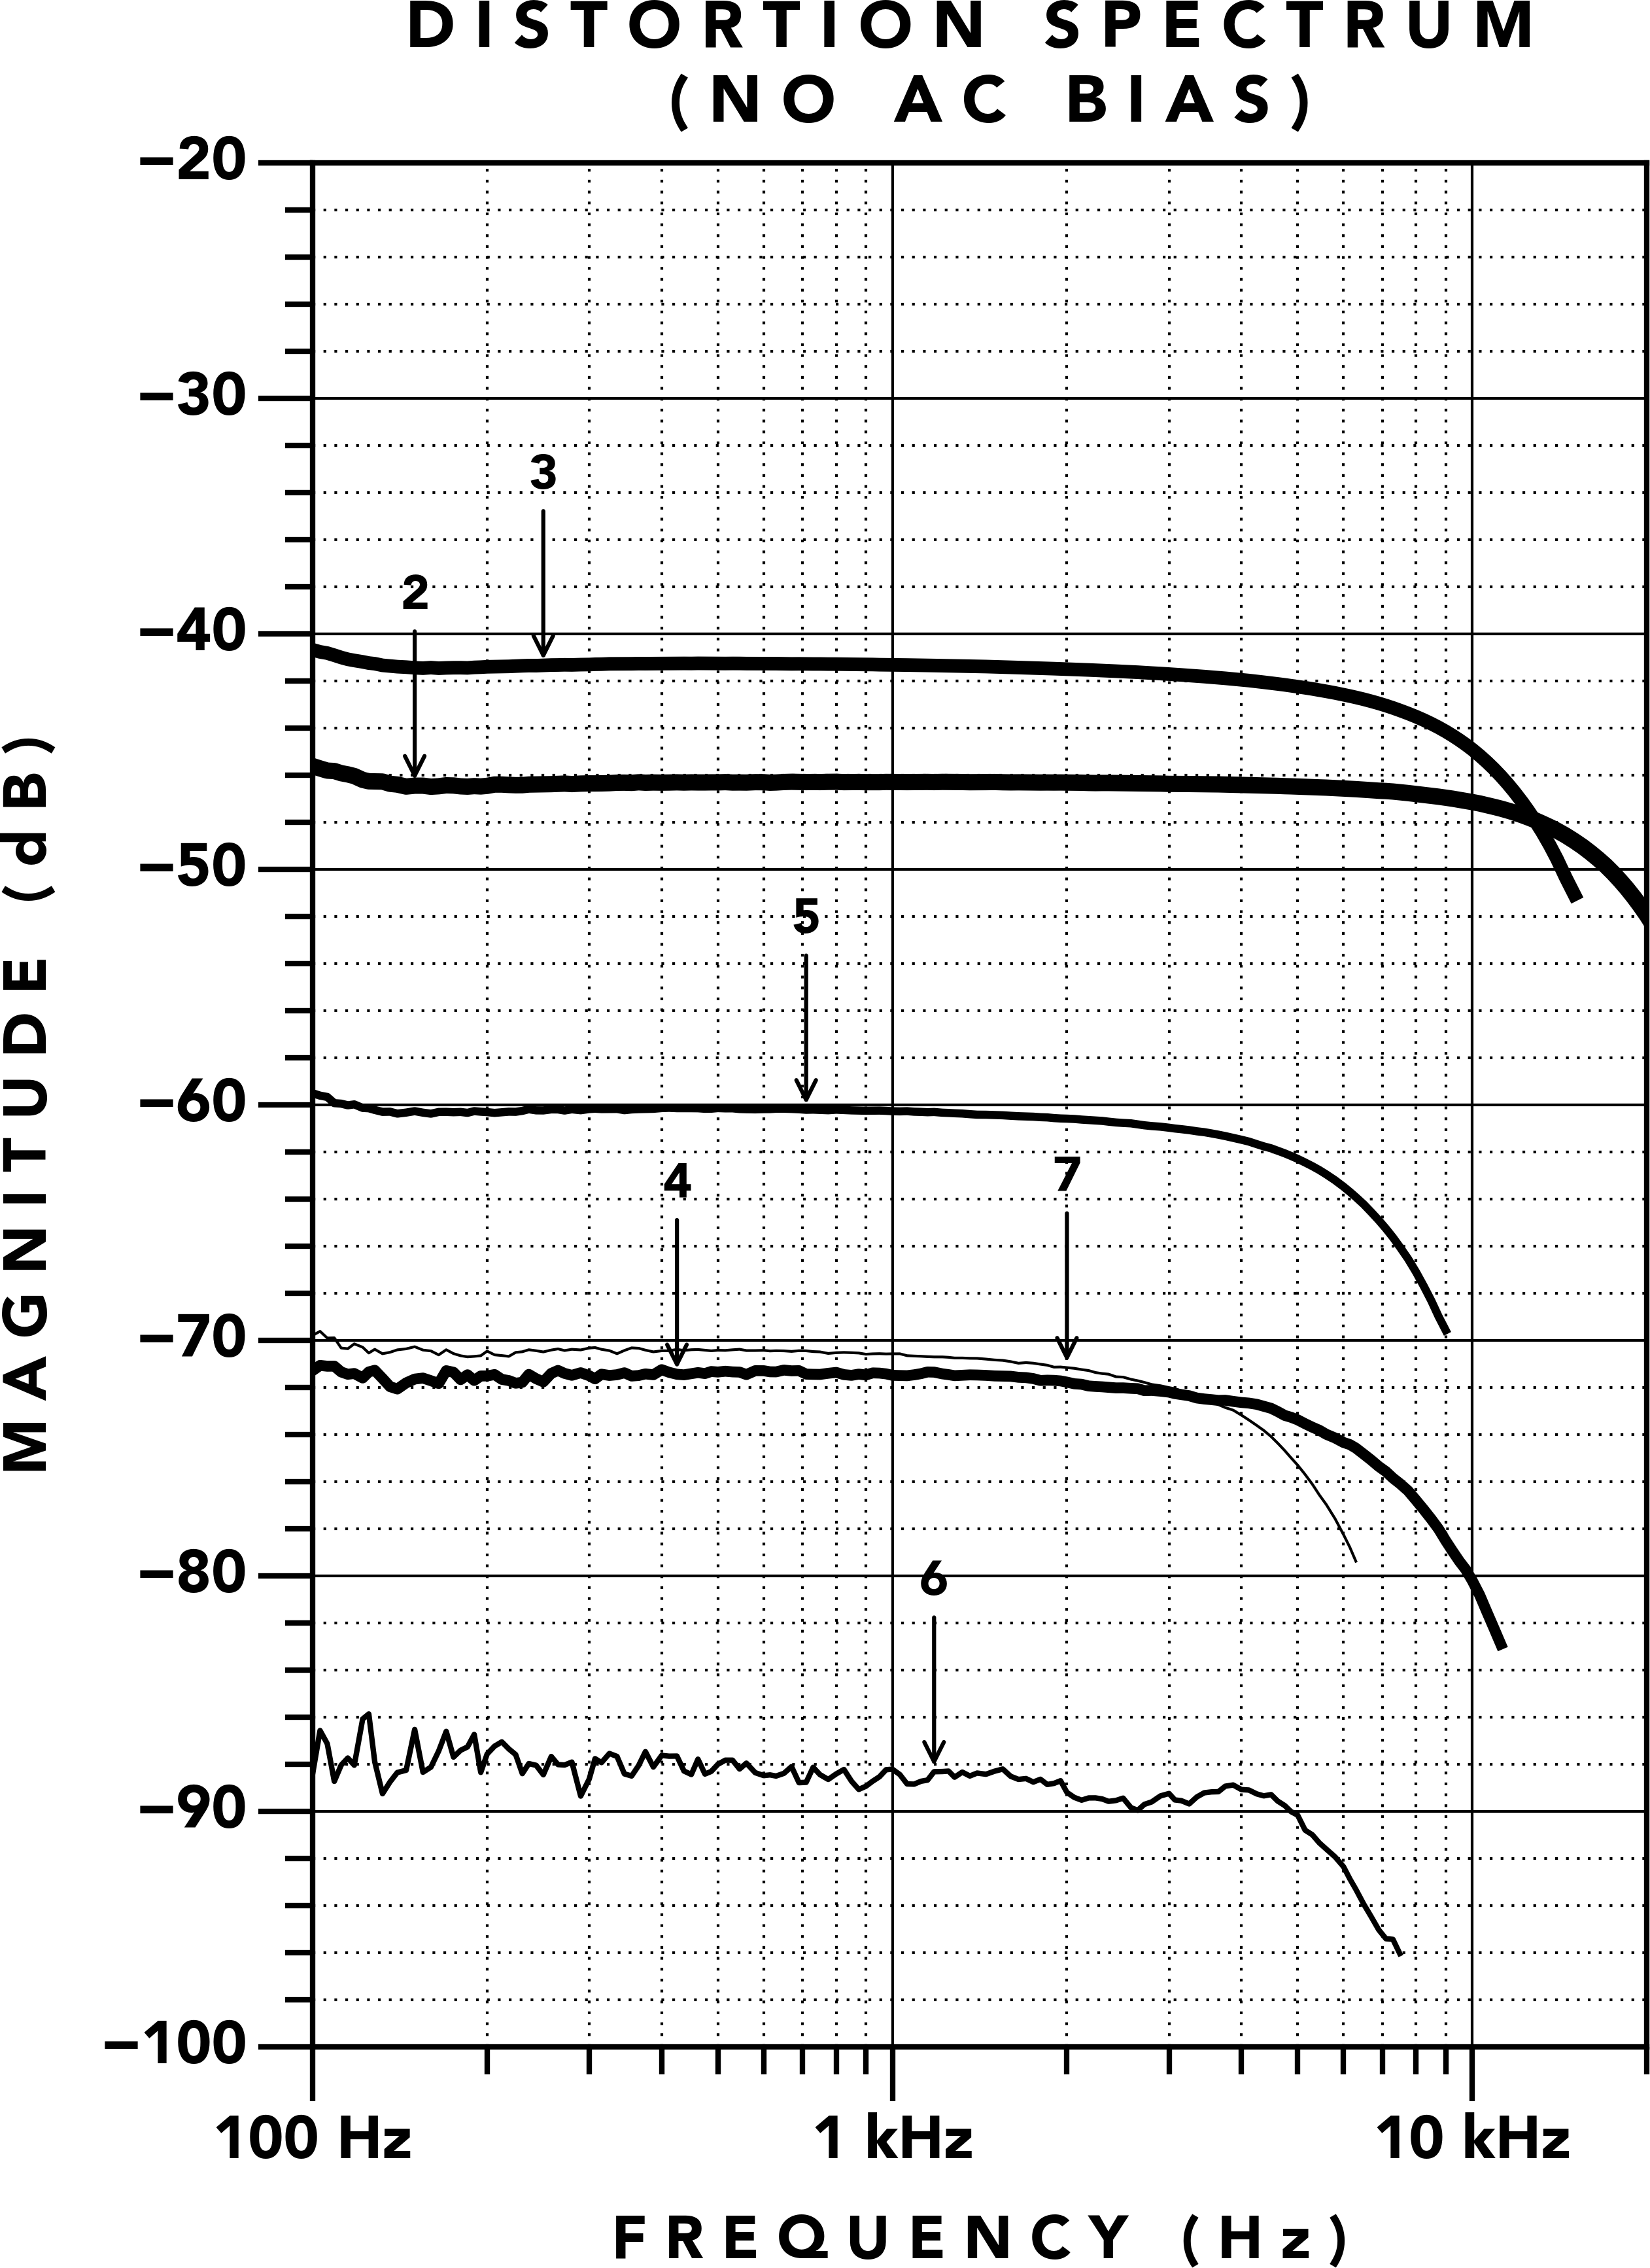 DISTORTION SPECTRUM
(NO AC BIAS)
−20
−30
3
2
−40
−50
5
−60
4
7
−70
−80
6
−90
−100
MAGNITUDE (dB)
100 Hz
1 kHz
10 kHz
FREQUENCY (Hz)